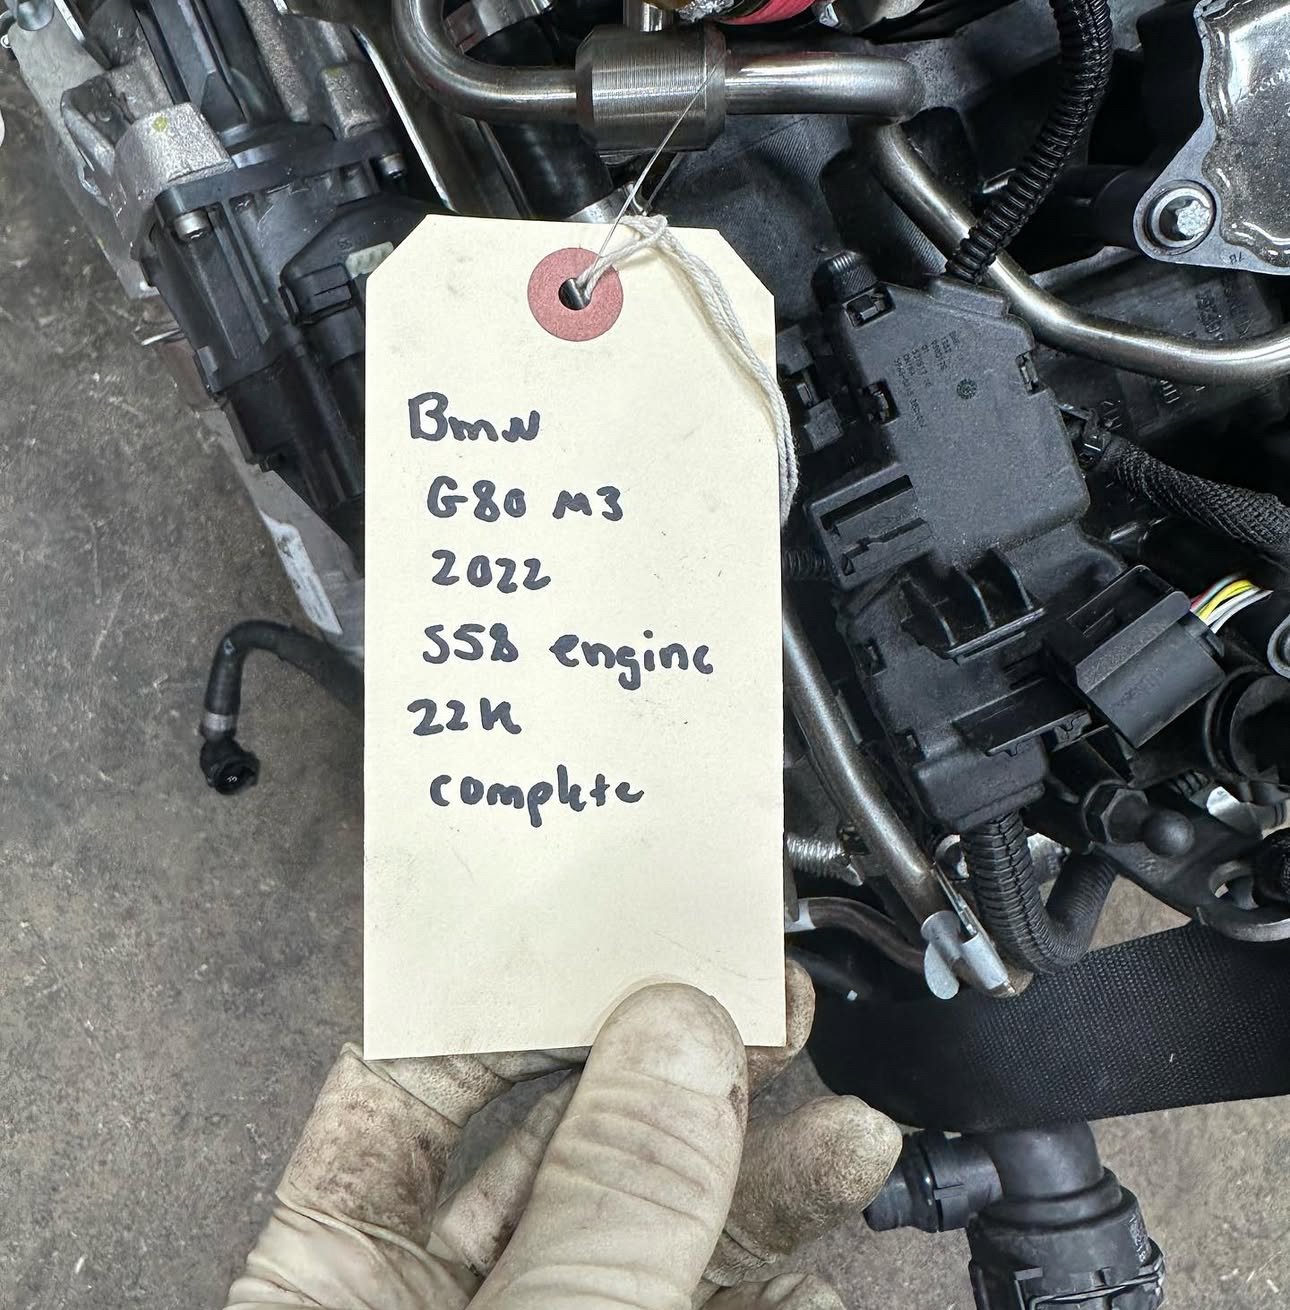 Bmw
G80 M3
2022
S58 engine
22K
complete